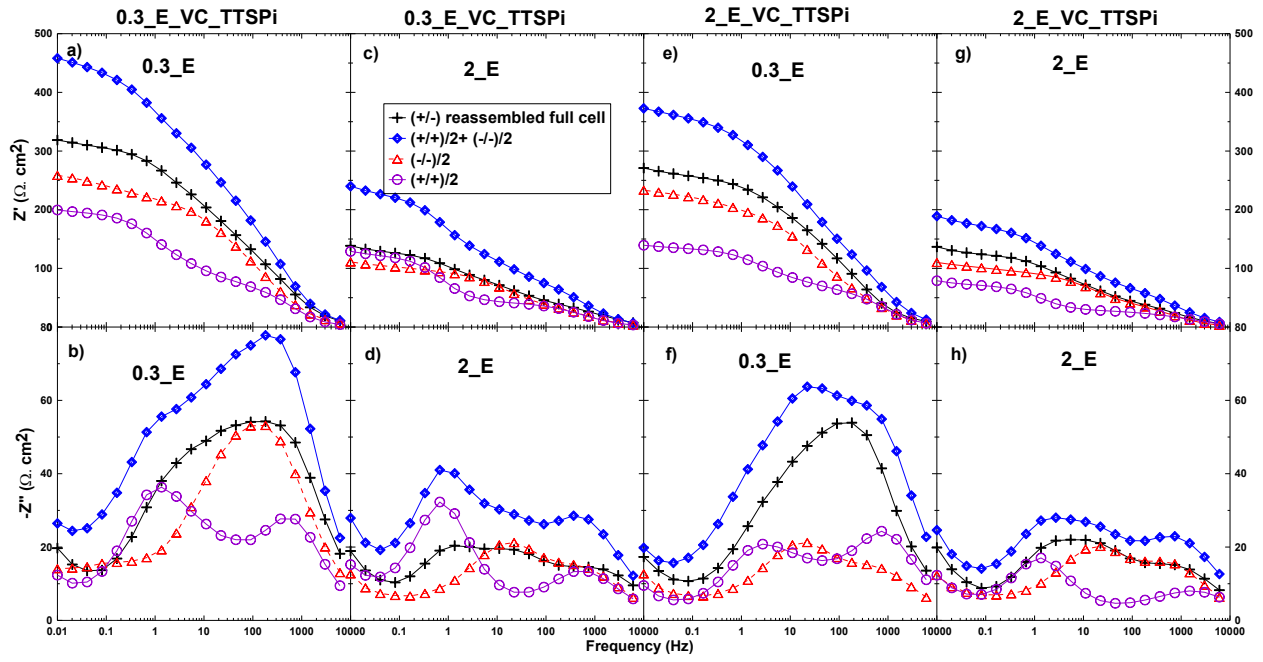 0.3_E_VC_TTSPi 0.3_E_VC_TTSPi 2_E_VC_TTSPi 2_E_VC_TTSPi
500 a) c) e) g) 500
0.3_E 2_E 0.3_E 2_E
400 400
(+/-) reassembled full cell
(+/+)/2+ (-/-)/2
(-/-)/2
(+/+)/2
300 300
Z' (Ω. cm2)
200 200
100 100
80 80
b) d) f) h)
0.3_E 2_E 0.3_E 2_E
60 60
-Z'' (Ω. cm2)
40 40
20 20
0 0
0.01 0.1 1 10 100 1000 10000 0.1 1 10 100 1000 10000 0.1 1 10 100 1000 10000 0.1 1 10 100 1000 10000
Frequency (Hz)